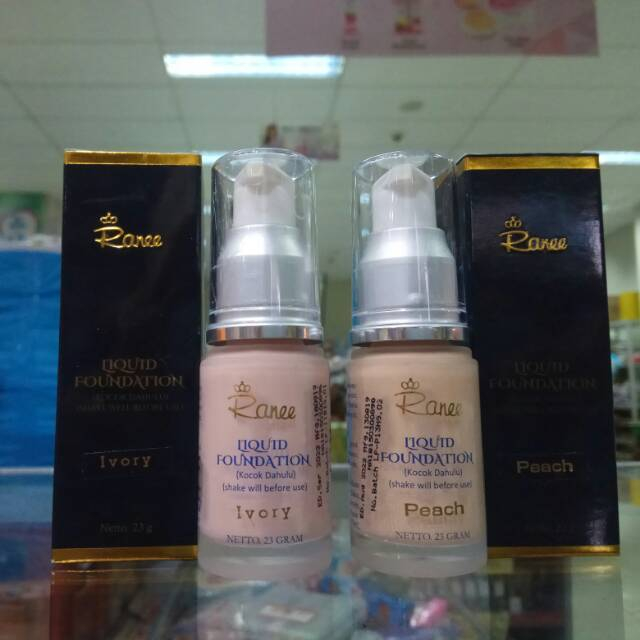 Ranee
LIQUID
FOUNDATION
Ivory
Netto. 23 g
Ranee
LIQUID
FOUNDATION
(Kocok Dahulu)
(shake will before use)
Ivory
NETTO. 23 GRAM
Ranee
LIQUID
FOUNDATION
(Kocok Dahulu)
(shake will before use)
Peach
NETTO. 23 GRAM
Ranee
LIQUID
FOUNDATION
Peach